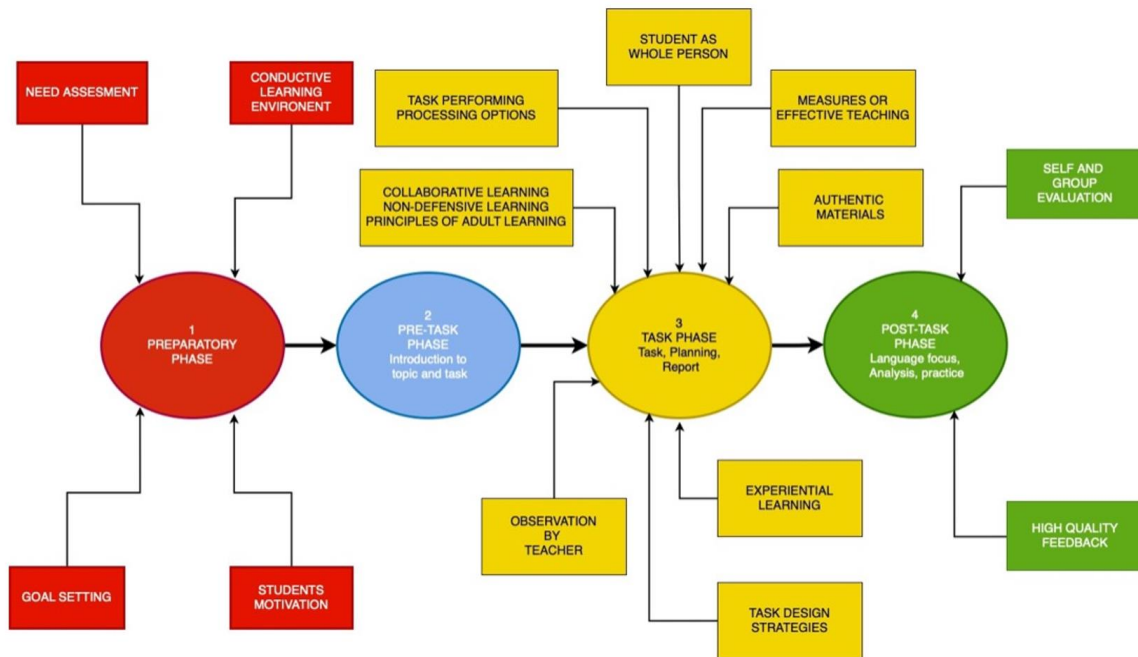 STUDENT AS
WHOLE PERSON
NEED ASSESMENT
CONDUCTIVE
LEARNING
ENVIRONENT
TASK PERFORMING
PROCESSING OPTIONS
MEASURES OR
EFFECTIVE TEACHING
COLLABORATIVE LEARNING
NON-DEFENSIVE LEARNING
PRINCIPLES OF ADULT LEARNING
AUTHENTIC
MATERIALS
SELF AND
GROUP
EVALUATION
1
PREPARATORY
PHASE
2
PRE-TASK
PHASE
Introduction to
topic and task
3
TASK PHASE
Task, Planning,
Report
4
POST-TASK
PHASE
Language focus,
Analysis, practice
GOAL SETTING
STUDENTS
MOTIVATION
OBSERVATION
BY
TEACHER
EXPERIENTIAL
LEARNING
TASK DESIGN
STRATEGIES
HIGH QUALITY
FEEDBACK